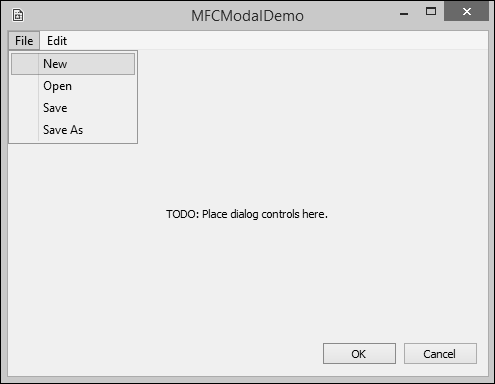 MFCModalDemo
File Edit
New
Open
Save
Save As
TODO: Place dialog controls here.
OK Cancel